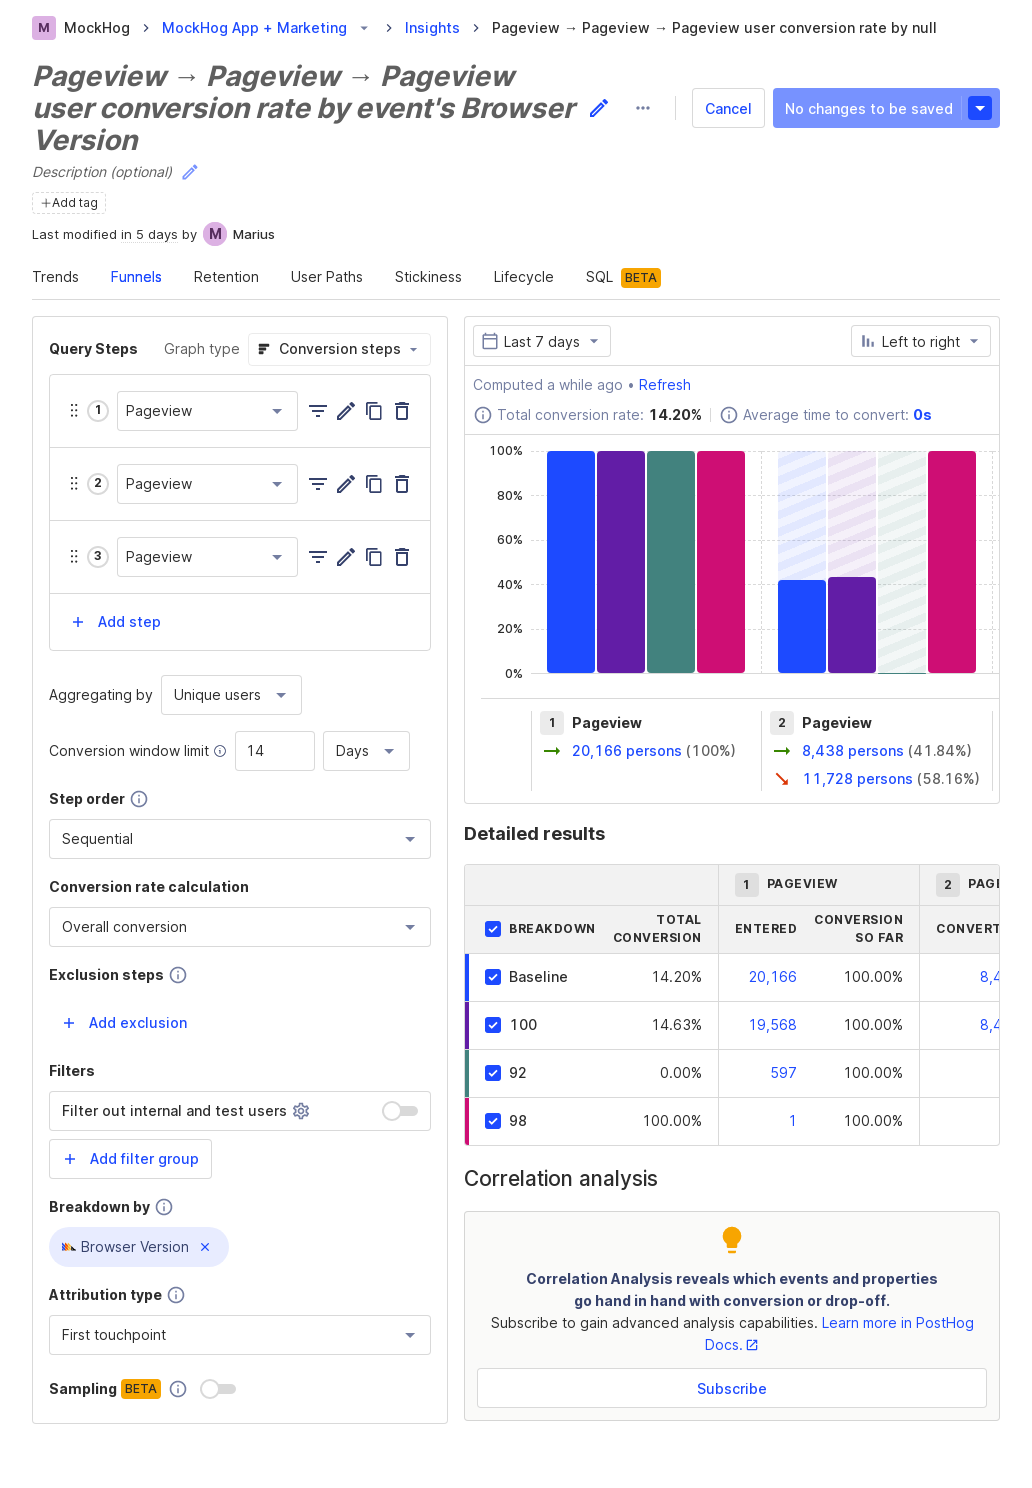 M MockHog > MockHog App + Marketing > Insights > Pageview → Pageview → Pageview user conversion rate by null
Pageview → Pageview → Pageview
user conversion rate by event's Browser
Version
Cancel
No changes to be saved
Description (optional)
+Add tag
Last modified in 5 days by M Marius
Trends Funnels Retention User Paths Stickiness Lifecycle SQL BETA
Query Steps Graph type Conversion steps
1 Pageview
2 Pageview
3 Pageview
+ Add step
Aggregating by Unique users
Conversion window limit 14 Days
Step order
Sequential
Conversion rate calculation
Overall conversion
Exclusion steps
+ Add exclusion
Filters
Filter out internal and test users
+ Add filter group
Breakdown by
Browser Version ×
Attribution type
First touchpoint
Sampling BETA
Last 7 days Left to right
Computed a while ago • Refresh
Total conversion rate: 14.20% Average time to convert: 0s
100%
80%
60%
40%
20%
0%
1 Pageview
→ 20,166 persons (100%)
2 Pageview
→ 8,438 persons (41.84%)
11,728 persons (58.16%)
Detailed results
1 PAGEVIEW 2 PAGE
BREAKDOWN TOTAL CONVERSION ENTERED CONVERSION SO FAR CONVERT
Baseline 14.20% 20,166 100.00% 8,4
100 14.63% 19,568 100.00% 8,4
92 0.00% 597 100.00%
98 100.00% 1 100.00%
Correlation analysis
Correlation Analysis reveals which events and properties
go hand in hand with conversion or drop-off.
Subscribe to gain advanced analysis capabilities. Learn more in PostHog
Docs.
Subscribe